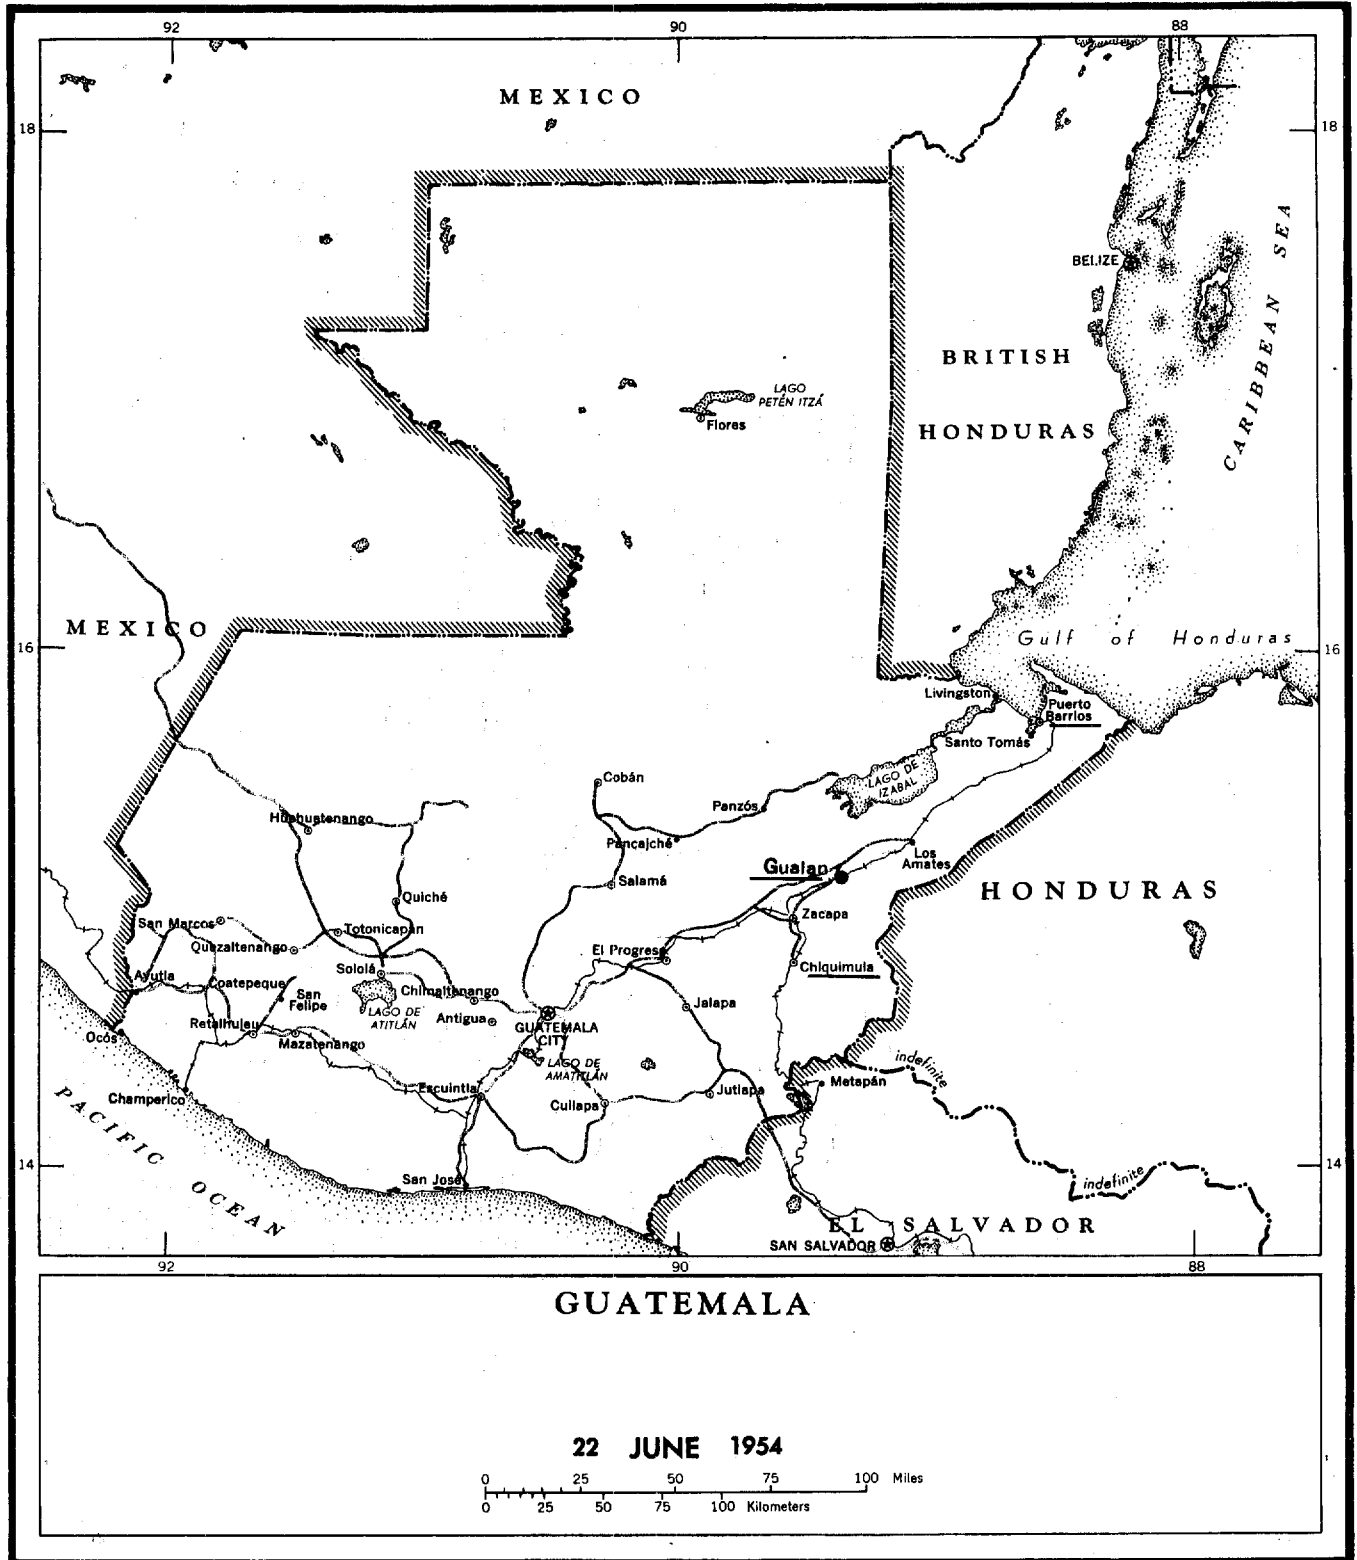 92 90 88
MEXICO
18 18
BELIZE
CARIBBEAN SEA
BRITISH
HONDURAS
LAGO
PETÉN ITZÁ
Flores
MEXICO
Gulf of Honduras
16 16
Livingston
Puerto
Barrios
Santo Tomás
LAGO DE
IZABAL
Cobán
Panzós
Huehuetenango
Pancajché
Los
Amates
Gualan
Salamá
HONDURAS
Quiché
Zacapa
San Marcos
Totonicapán
Quezaltenango
El Progreso
Sololá
Chiquimula
Ayutla
Coatepeque
San
Felipe
Chimaltenango
Jalapa
LAGO DE
ATITLÁN
Antigua
Retalhuleu
GUATEMALA
CITY
Ocós
Mazatenango
LAGO DE
AMATITLÁN
indefinite
Metapán
Escuintla
Jutiapa
Champerico
Cuilapa
PACIFIC OCEAN
14 14
San José
indefinite
EL SALVADOR
SAN SALVADOR
92 90 88
GUATEMALA
22 JUNE 1954
0 25 50 75 100 Miles
0 25 50 75 100 Kilometers